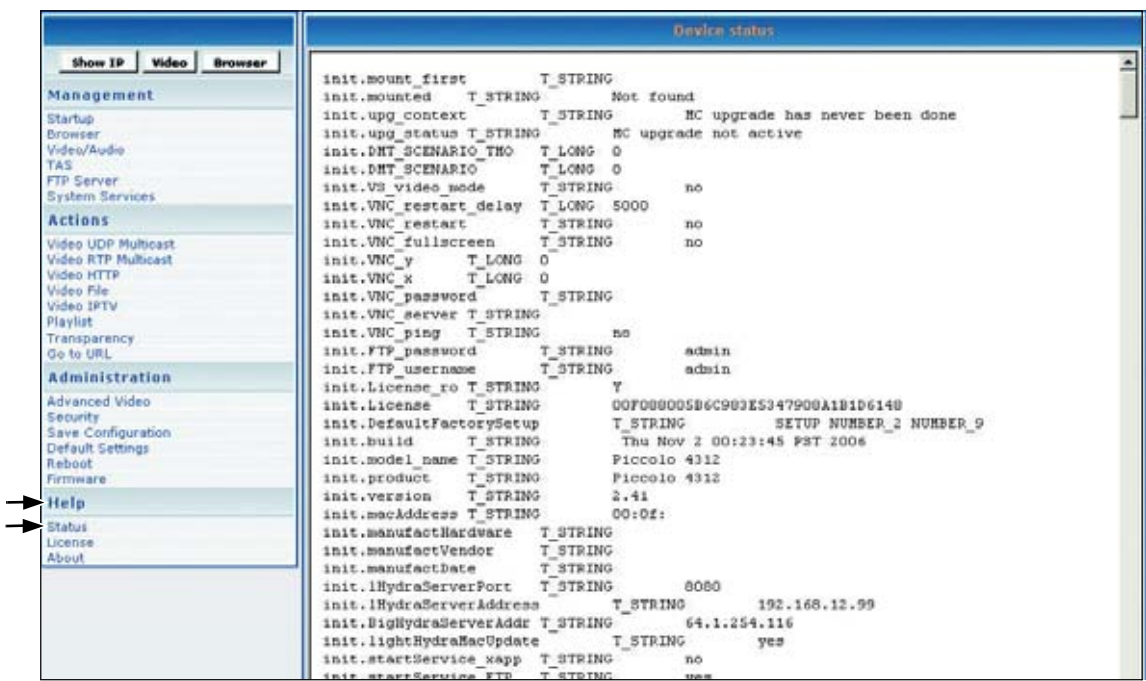 Device status
Show IP Video Browser
Management
Startup
Browser
Video/Audio
TAS
FTP Server
System Services
Actions
Video UDP Multicast
Video RTP Multicast
Video HTTP
Video File
Video IPTV
Playlist
Transparency
Go to URL
Administration
Advanced Video
Security
Save Configuration
Default Settings
Reboot
Firmware
Help
Status
License
About
init.mount_first T_STRING
init.mounted T_STRING Not found
init.upg_context T_STRING MC upgrade has never been done
init.upg_status T_STRING MC upgrade not active
init.DMT_SCENARIO_TMO T_LONG 0
init.DMT_SCENARIO T_LONG 0
init.VS_video_mode T_STRING no
init.VNC_restart_delay T_LONG 5000
init.VNC_restart T_STRING no
init.VNC_fullscreen T_STRING no
init.VNC_y T_LONG 0
init.VNC_x T_LONG 0
init.VNC_password T_STRING
init.VNC_server T_STRING
init.VNC_ping T_STRING no
init.FTP_password T_STRING admin
init.FTP_username T_STRING admin
init.License_ro T_STRING Y
init.License T_STRING
init.DefaultFactorySetup T_STRING SETUP NUMBER_2 NUMBER_9
init.build T_STRING Thu Nov 2 00:23:45 PST 2006
init.model_name T_STRING Piccolo 4312
init.product T_STRING Piccolo 4312
init.version T_STRING 2.41
init.macAddress T_STRING 00:0f:
init.manufactHardware T_STRING
init.manufactVendor T_STRING
init.manufactDate T_STRING
init.lHydraServerPort T_STRING 8080
init.lHydraServerAddress T_STRING 192.168.12.99
init.BigHydraServerAddr T_STRING 64.1.254.116
init.lightHydraMacUpdate T_STRING yes
init.startService_xapp T_STRING no
init.startService_FTP T_STRING yes